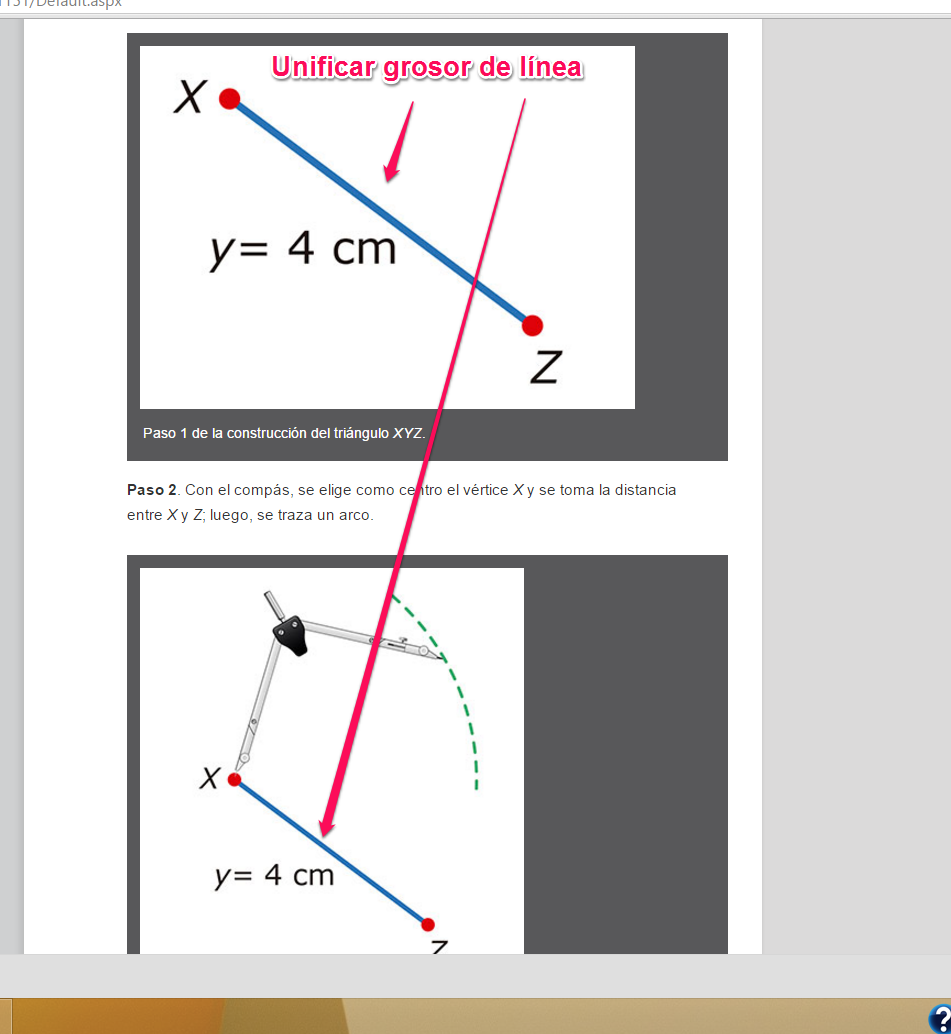 1151/Default.aspx
Unificar grosor de línea
X
y= 4 cm
Z
Paso 1 de la construcción del triángulo XYZ.
Paso 2. Con el compás, se elige como centro el vértice X y se toma la distancia
entre X y Z; luego, se traza un arco.
X
y= 4 cm
Z
?